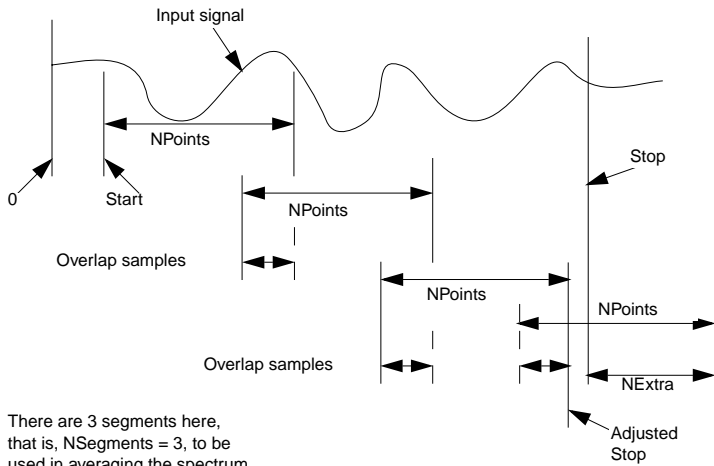 Input signal
NPoints
Stop
0
Start
NPoints
Overlap samples
NPoints
NPoints
Overlap samples
NExtra
There are 3 segments here,
that is, NSegments = 3, to be
used in averaging the spectrum
Adjusted
Stop